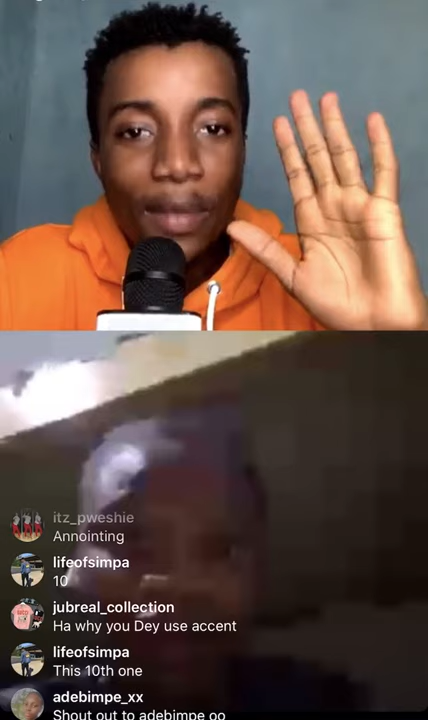 itz_pweshie
Annointing
lifeofsimpa
10
jubreal_collection
Ha why you Dey use accent
lifeofsimpa
This 10th one
adebimpe_xx
Shout out to adebimpe oo